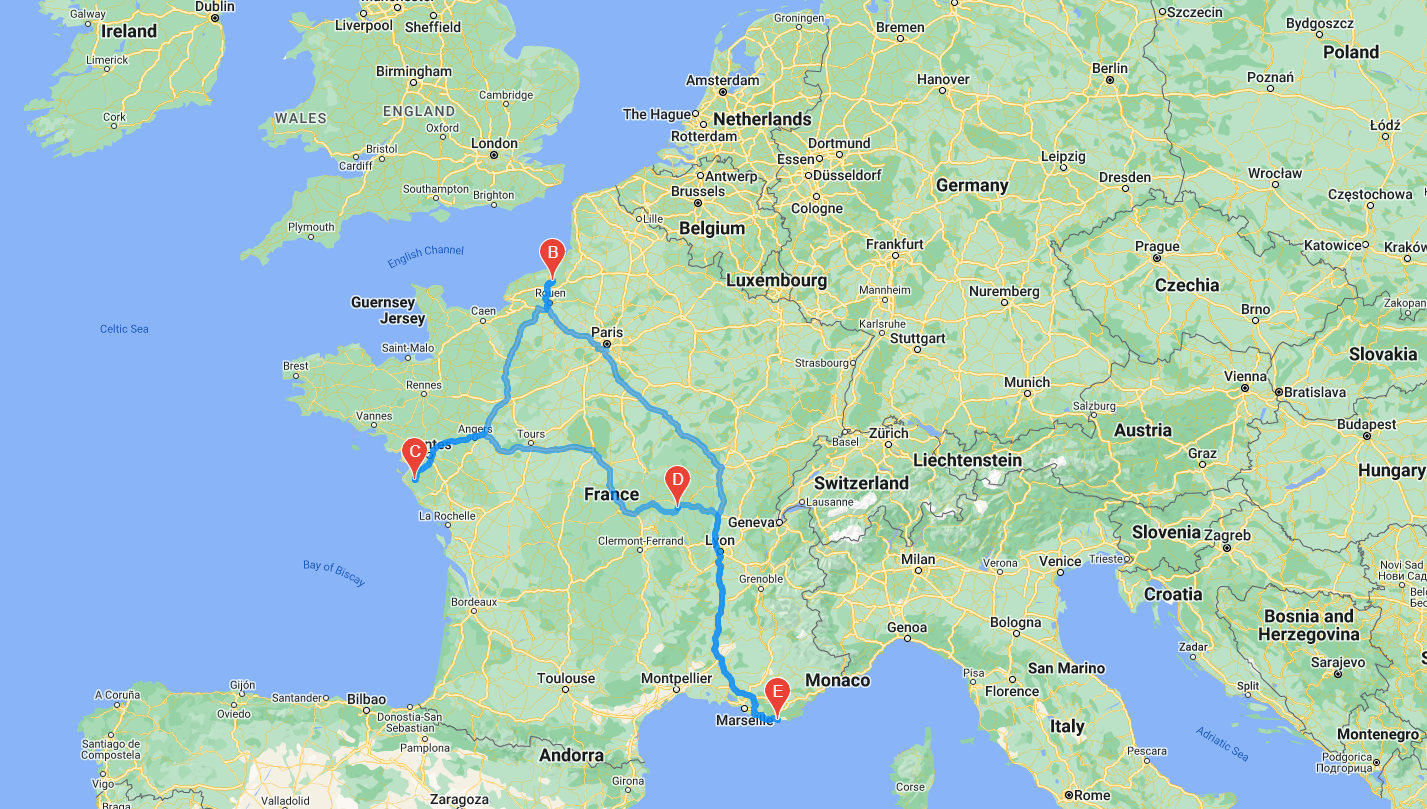 Galway
Ireland
Dublin
Limerick
Cork
Liverpool
Sheffield
Birmingham
Cambridge
WALES
ENGLAND
Oxford
London
Bristol
Cardiff
Southampton
Brighton
Plymouth
English Channel
Celtic Sea
Guernsey
Jersey
Groningen
Amsterdam
The Hague
Netherlands
Rotterdam
Antwerp
Brussels
Lille
Belgium
Luxembourg
Bremen
Hanover
Berlin
Dortmund
Essen
Düsseldorf
Cologne
Germany
Leipzig
Dresden
Frankfurt
Mannheim
Nuremberg
Karlsruhe
Stuttgart
Munich
Szczecin
Bydgoszcz
Poland
Poznań
Łódź
Wrocław
Częstochowa
Katowice
Prague
Czechia
Brno
Slovakia
Vienna
Bratislava
Salzburg
Austria
Graz
Budapest
B
Rouen
Caen
Paris
Saint-Malo
Brest
Rennes
Vannes
Angers
Tours
C
D
France
La Rochelle
Clermont-Ferrand
Bay of Biscay
Bordeaux
Strasbourg
Basel
Zürich
Liechtenstein
Switzerland
Lausanne
Geneva
Lyon
Grenoble
Milan
Verona
Venice
Trieste
Slovenia
Zagreb
Croatia
Novi Sad
Нови Сад
Bosnia and
Herzegovina
Sarajevo
Zadar
Split
Montenegro
Podgorica
Подгорица
Genoa
Bologna
San Marino
Pisa
Florence
Italy
Pescara
Adriatic Sea
Rome
Corse
Monaco
E
Marseille
Montpellier
Toulouse
Andorra
Girona
A Coruña
Gijón
Oviedo
Santander
Bilbao
Donostia-San
Sebastian
Pamplona
Santiago de
Compostela
Vigo
Braga
Valladolid
Zaragoza